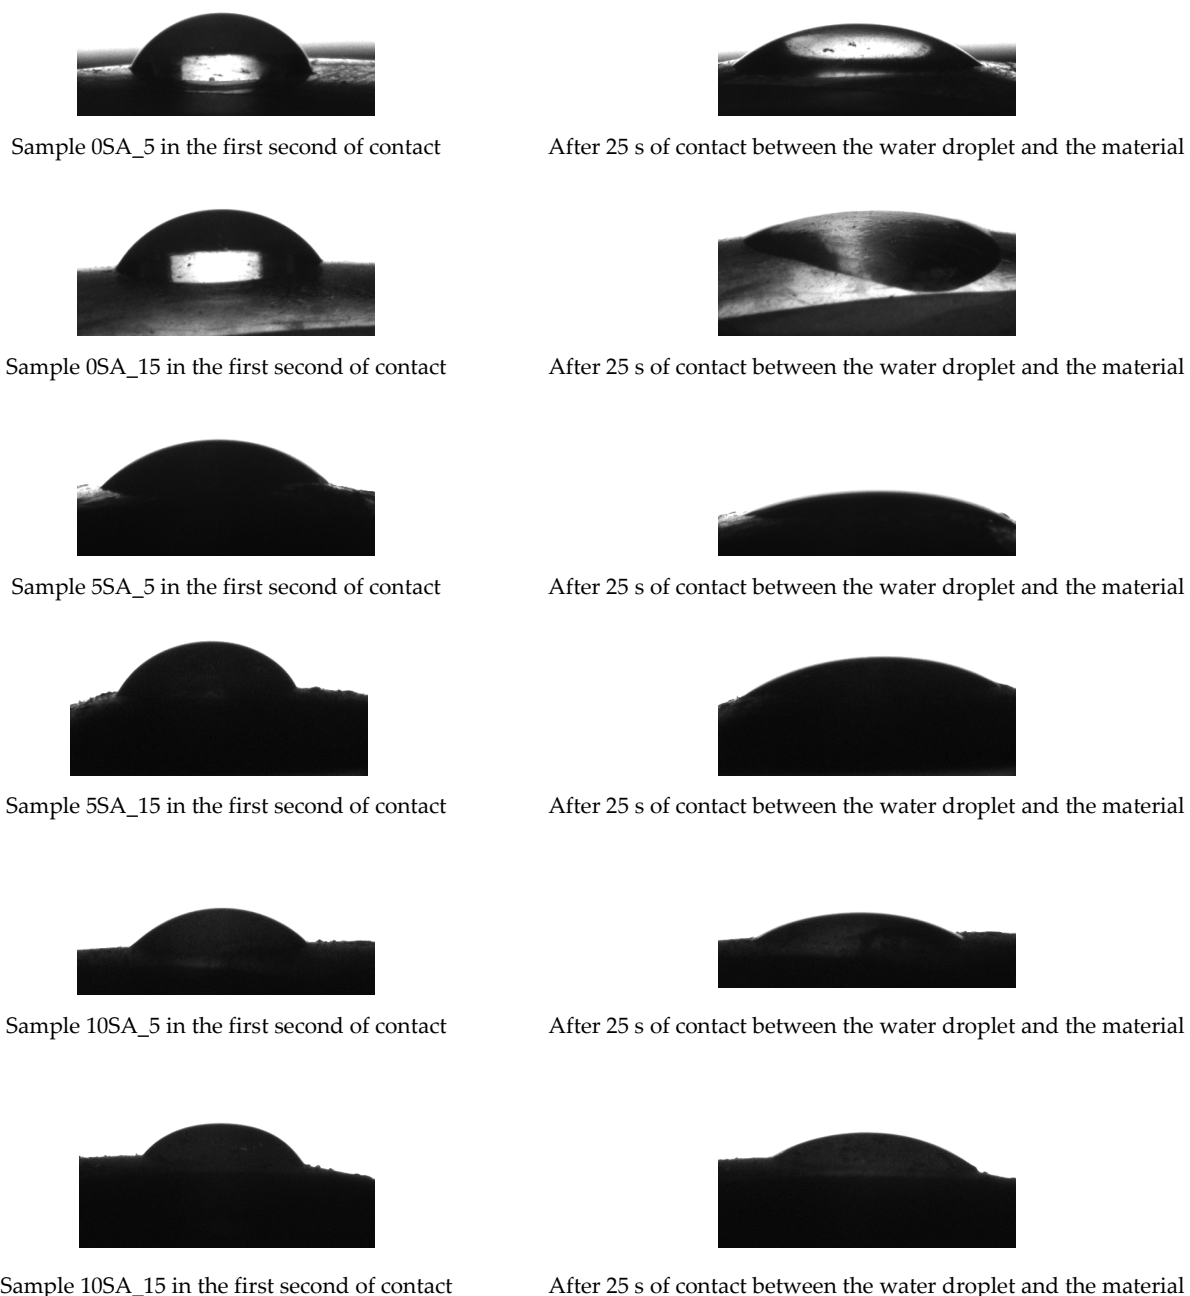 Sample 0SA_5 in the first second of contact
After 25 s of contact between the water droplet and the material
Sample 0SA_15 in the first second of contact
After 25 s of contact between the water droplet and the material
Sample 5SA_5 in the first second of contact
After 25 s of contact between the water droplet and the material
Sample 5SA_15 in the first second of contact
After 25 s of contact between the water droplet and the material
Sample 10SA_5 in the first second of contact
After 25 s of contact between the water droplet and the material
Sample 10SA_15 in the first second of contact
After 25 s of contact between the water droplet and the material